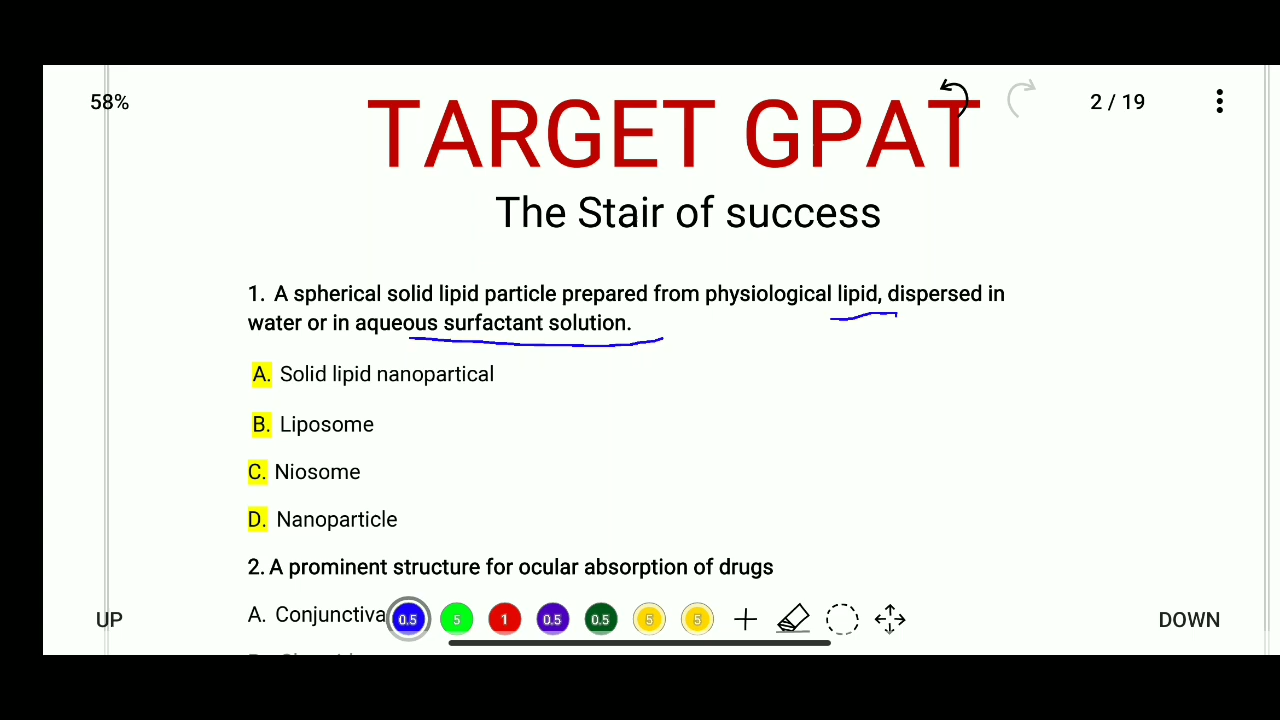 58%
TARGET GPAT
2 / 19
The Stair of success
1. A spherical solid lipid particle prepared from physiological lipid, dispersed in
water or in aqueous surfactant solution.
A. Solid lipid nanopartical
B. Liposome
C. Niosome
D. Nanoparticle
2. A prominent structure for ocular absorption of drugs
UP
A. Conjunctiva
0.5 5 1 0.5 0.5 5 5
DOWN